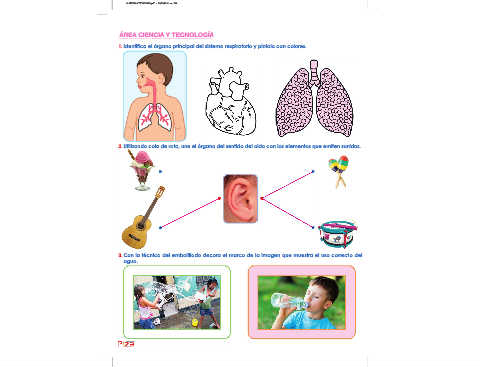 ÁREA CIENCIA Y TECNOLOGÍA
1. Identifica el órgano principal del sistema respiratorio y píntalo con colores.
2. Utilizando cola de rata, une el órgano del sentido del oído con los elementos que emiten sonidos.
3. Con la técnica del embolillado decora el marco de la imagen que muestra el uso correcto del
agua.